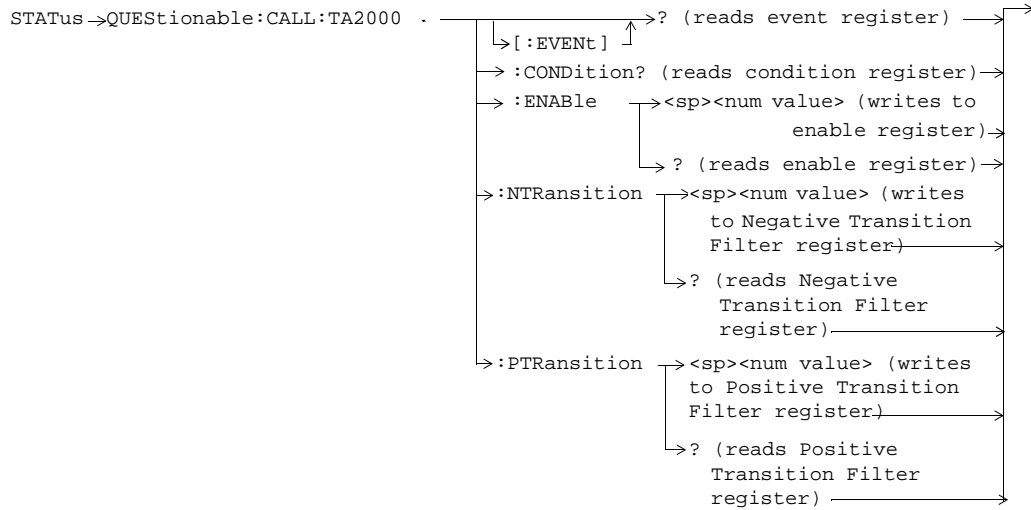 STATus QUEStionable:CALL:TA2000 . ? (reads event register)
[:EVENt]
:CONDition? (reads condition register)
:ENABle <sp><num value> (writes to
enable register)
? (reads enable register)
:NTRansition <sp><num value> (writes
to Negative Transition
Filter register)
? (reads Negative
Transition Filter
register)
:PTRansition <sp><num value> (writes
to Positive Transition
Filter register)
? (reads Positive
Transition Filter
register)